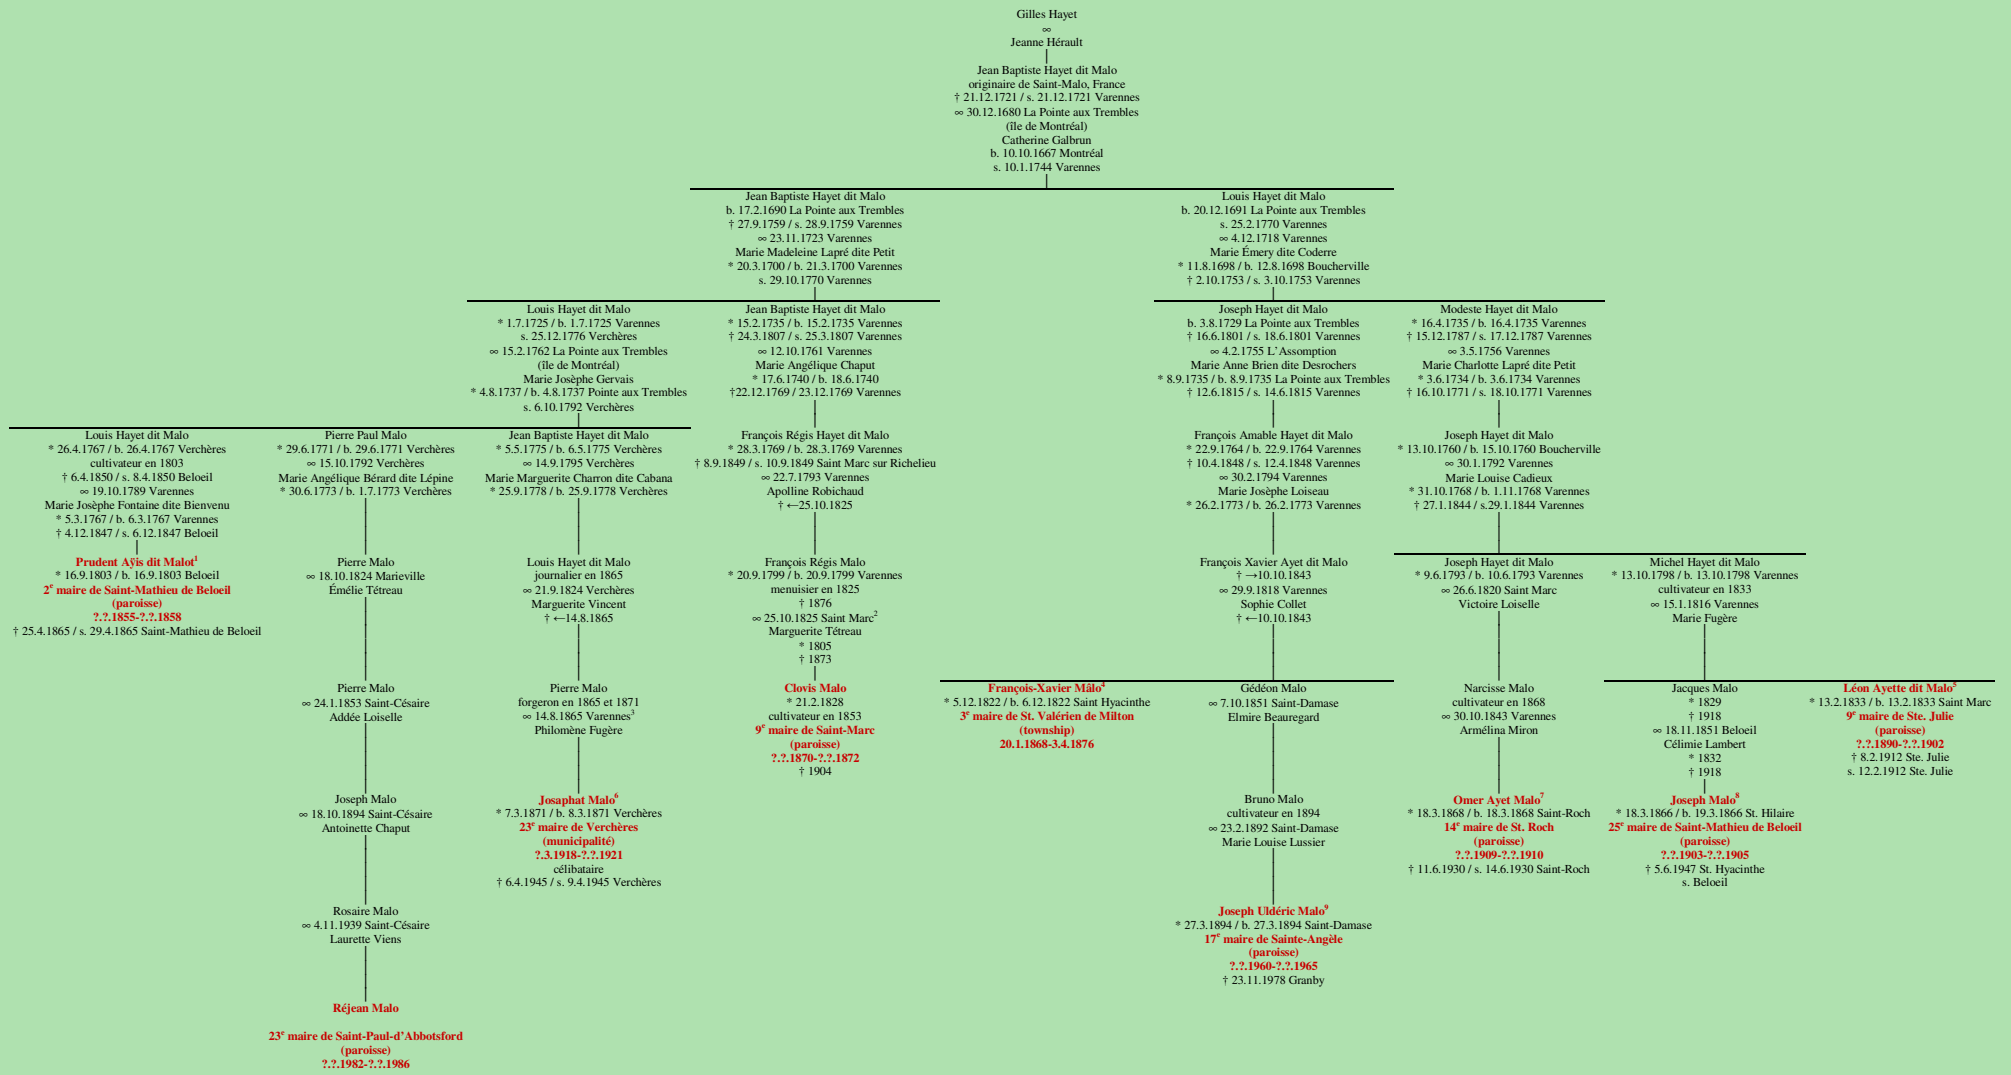 Gilles Hayet
∞
Jeanne Hérault
Jean Baptiste Hayet dit Malo
originaire de Saint-Malo, France
† 21.12.1721 / s. 21.12.1721 Varennes
∞ 30.12.1680 La Pointe aux Trembles
(île de Montréal)
Catherine Galbrun
b. 10.10.1667 Montréal
s. 10.1.1744 Varennes
Jean Baptiste Hayet dit Malo
b. 17.2.1690 La Pointe aux Trembles
† 27.9.1759 / s. 28.9.1759 Varennes
∞ 23.11.1723 Varennes
Marie Madeleine Lapré dite Petit
* 20.3.1700 / b. 21.3.1700 Varennes
s. 29.10.1770 Varennes
Louis Hayet dit Malo
b. 20.12.1691 La Pointe aux Trembles
s. 25.2.1770 Varennes
∞ 4.12.1718 Varennes
Marie Émery dite Coderre
* 11.8.1698 / b. 12.8.1698 Boucherville
† 2.10.1753 / s. 3.10.1753 Varennes
Louis Hayet dit Malo
* 1.7.1725 / b. 1.7.1725 Varennes
s. 25.12.1776 Verchères
∞ 15.2.1762 La Pointe aux Trembles
(île de Montréal)
Marie Josèphe Gervais
* 4.8.1737 / b. 4.8.1737 Pointe aux Trembles
s. 6.10.1792 Verchères
Jean Baptiste Hayet dit Malo
* 15.2.1735 / b. 15.2.1735 Varennes
† 24.3.1807 / s. 25.3.1807 Varennes
∞ 12.10.1761 Varennes
Marie Angélique Chaput
* 17.6.1740 / b. 18.6.1740
†22.12.1769 / 23.12.1769 Varennes
Joseph Hayet dit Malo
b. 3.8.1729 La Pointe aux Trembles
† 16.6.1801 / s. 18.6.1801 Varennes
∞ 4.2.1755 L'Assomption
Marie Anne Brien dite Desrochers
* 8.9.1735 / b. 8.9.1735 La Pointe aux Trembles
† 12.6.1815 / s. 14.6.1815 Varennes
Modeste Hayet dit Malo
* 16.4.1735 / b. 16.4.1735 Varennes
† 15.12.1787 / s. 17.12.1787 Varennes
∞ 3.5.1756 Varennes
Marie Charlotte Lapré dite Petit
* 3.6.1734 / b. 3.6.1734 Varennes
† 16.10.1771 / s. 18.10.1771 Varennes
Louis Hayet dit Malo
* 26.4.1767 / b. 26.4.1767 Verchères
cultivateur en 1803
† 6.4.1850 / s. 8.4.1850 Beloeil
∞ 19.10.1789 Varennes
Marie Josèphe Fontaine dite Bienvenu
* 5.3.1767 / b. 6.3.1767 Varennes
† 4.12.1847 / s. 6.12.1847 Beloeil
Pierre Paul Malo
* 29.6.1771 / b. 29.6.1771 Verchères
∞ 15.10.1792 Verchères
Marie Angélique Bérard dite Lépine
* 30.6.1773 / b. 1.7.1773 Verchères
Jean Baptiste Hayet dit Malo
* 5.5.1775 / b. 6.5.1775 Verchères
∞ 14.9.1795 Verchères
Marie Marguerite Charron dite Cabana
* 25.9.1778 / b. 25.9.1778 Verchères
François Régis Hayet dit Malo
* 28.3.1769 / b. 28.3.1769 Varennes
† 8.9.1849 / s. 10.9.1849 Saint Marc sur Richelieu
∞ 22.7.1793 Varennes
Apolline Robichaud
† ←25.10.1825
François Amable Hayet dit Malo
* 22.9.1764 / b. 22.9.1764 Varennes
† 10.4.1848 / s. 12.4.1848 Varennes
∞ 30.2.1794 Varennes
Marie Josèphe Loiseau
* 26.2.1773 / b. 26.2.1773 Varennes
Joseph Hayet dit Malo
* 13.10.1760 / b. 15.10.1760 Boucherville
∞ 30.1.1792 Varennes
Marie Louise Cadieux
* 31.10.1768 / b. 1.11.1768 Varennes
† 27.1.1844 / s.29.1.1844 Varennes
Prudent Aÿis dit Malot¹
* 16.9.1803 / b. 16.9.1803 Beloeil
2ᵉ maire de Saint-Mathieu de Beloeil
(paroisse)
?.?.1855-?.?.1858
† 25.4.1865 / s. 29.4.1865 Saint-Mathieu de Beloeil
Pierre Malo
∞ 18.10.1824 Marieville
Émélie Tétreau
Louis Hayet dit Malo
journalier en 1865
∞ 21.9.1824 Verchères
Marguerite Vincent
† ←14.8.1865
François Régis Malo
* 20.9.1799 / b. 20.9.1799 Varennes
menuisier en 1825
† 1876
∞ 25.10.1825 Saint Marc²
Marguerite Tétreau
* 1805
† 1873
François Xavier Ayet dit Malo
† →10.10.1843
∞ 29.9.1818 Varennes
Sophie Collet
† ←10.10.1843
Joseph Hayet dit Malo
* 9.6.1793 / b. 10.6.1793 Varennes
∞ 26.6.1820 Saint Marc
Victoire Loiselle
Michel Hayet dit Malo
* 13.10.1798 / b. 13.10.1798 Varennes
cultivateur en 1833
∞ 15.1.1816 Varennes
Marie Fugère
Pierre Malo
∞ 24.1.1853 Saint-Césaire
Addée Loiselle
Pierre Malo
forgeron en 1865 et 1871
∞ 14.8.1865 Varennes³
Philomène Fugère
Clovis Malo
* 21.2.1828
cultivateur en 1853
9ᵉ maire de Saint-Marc
(paroisse)
?.?.1870-?.?.1872
† 1904
François-Xavier Mâlo⁴
* 5.12.1822 / b. 6.12.1822 Saint Hyacinthe
3ᵉ maire de St. Valérien de Milton
(township)
20.1.1868-3.4.1876
Gédéon Malo
∞ 7.10.1851 Saint-Damase
Elmire Beauregard
Narcisse Malo
cultivateur en 1868
∞ 30.10.1843 Varennes
Armélina Miron
Jacques Malo
* 1829
† 1918
∞ 18.11.1851 Beloeil
Célimie Lambert
* 1832
† 1918
Léon Ayette dit Malo⁵
* 13.2.1833 / b. 13.2.1833 Saint Marc
9ᵉ maire de Ste. Julie
(paroisse)
?.?.1890-?.?.1902
† 8.2.1912 Ste. Julie
s. 12.2.1912 Ste. Julie
Joseph Malo
∞ 18.10.1894 Saint-Césaire
Antoinette Chaput
Josaphat Malo⁶
* 7.3.1871 / b. 8.3.1871 Verchères
23ᵉ maire de Verchères
(municipalité)
?.3.1918-?.?.1921
célibataire
† 6.4.1945 / s. 9.4.1945 Verchères
Bruno Malo
cultivateur en 1894
∞ 23.2.1892 Saint-Damase
Marie Louise Lussier
Omer Ayet Malo⁷
* 18.3.1868 / b. 18.3.1868 Saint-Roch
14ᵉ maire de St. Roch
(paroisse)
?.?.1909-?.?.1910
† 11.6.1930 / s. 14.6.1930 Saint-Roch
Joseph Malo⁸
* 18.3.1866 / b. 19.3.1866 St. Hilaire
25ᵉ maire de Saint-Mathieu de Beloeil
(paroisse)
?.?.1903-?.?.1905
† 5.6.1947 St. Hyacinthe
s. Beloeil
Rosaire Malo
∞ 4.11.1939 Saint-Césaire
Laurette Viens
Joseph Uldéric Malo⁹
* 27.3.1894 / b. 27.3.1894 Saint-Damase
17ᵉ maire de Sainte-Angèle
(paroisse)
?.?.1960-?.?.1965
† 23.11.1978 Granby
Réjean Malo
23ᵉ maire de Saint-Paul-d'Abbotsford
(paroisse)
?.?.1982-?.?.1986